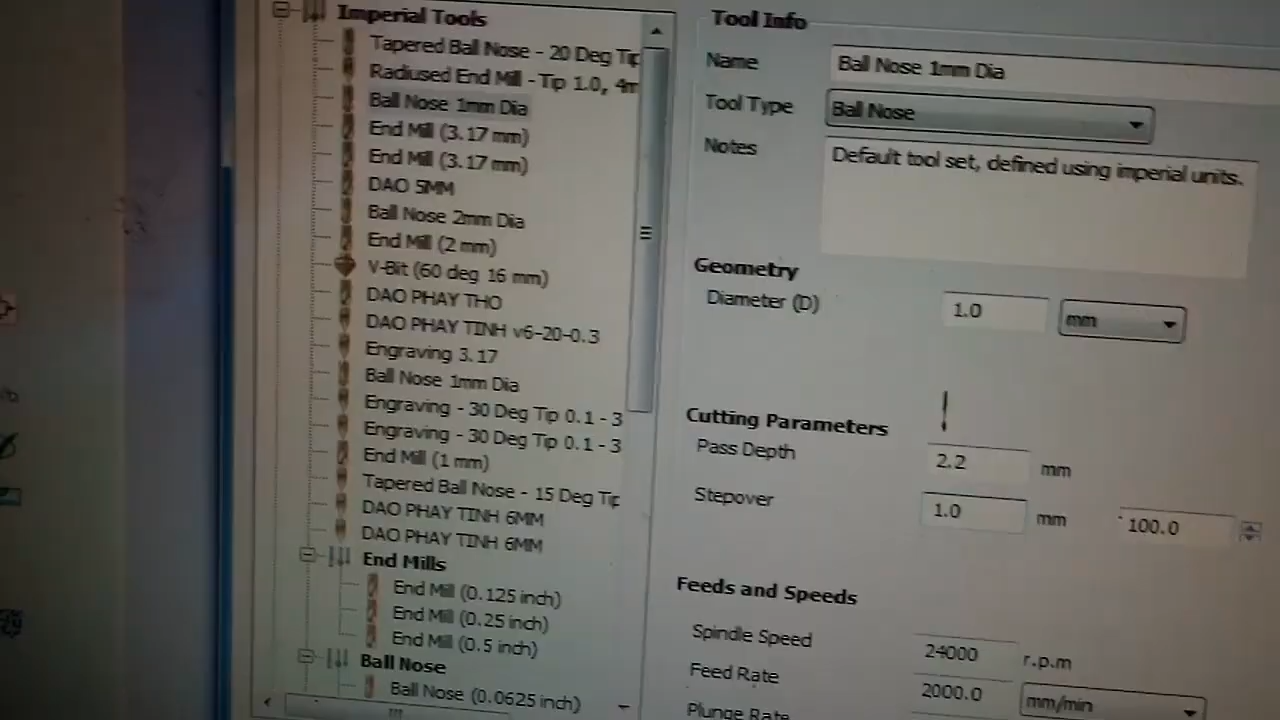 Imperial Tools
Tapered Ball Nose - 20 Deg Tip
Radiused End Mill - Tip 1.0, 4m
Ball Nose 1mm Dia
End Mill (3.17 mm)
End Mill (3.17 mm)
DAO 5MM
Ball Nose 2mm Dia
End Mill (2 mm)
V-Bit (60 deg 16 mm)
DAO PHAY THO
DAO PHAY TINH v6-20-0.3
Engraving 3.17
Ball Nose 1mm Dia
Engraving - 30 Deg Tip 0.1 - 3
Engraving - 30 Deg Tip 0.1 - 3
End Mill (1 mm)
Tapered Ball Nose - 15 Deg Tip
DAO PHAY TINH 6MM
DAO PHAY TINH 6MM
End Mills
End Mill (0.125 inch)
End Mill (0.25 inch)
End Mill (0.5 inch)
Ball Nose
Ball Nose (0.0625 inch)
Tool Info
Name Ball Nose 1mm Dia
Tool Type Ball Nose
Notes Default tool set, defined using imperial units.
Geometry
Diameter (D) 1.0 mm
Cutting Parameters
Pass Depth 2.2 mm
Stepover 1.0 mm 100.0
Feeds and Speeds
Spindle Speed 24000 r.p.m
Feed Rate 2000.0 mm/min
Plunge Rate